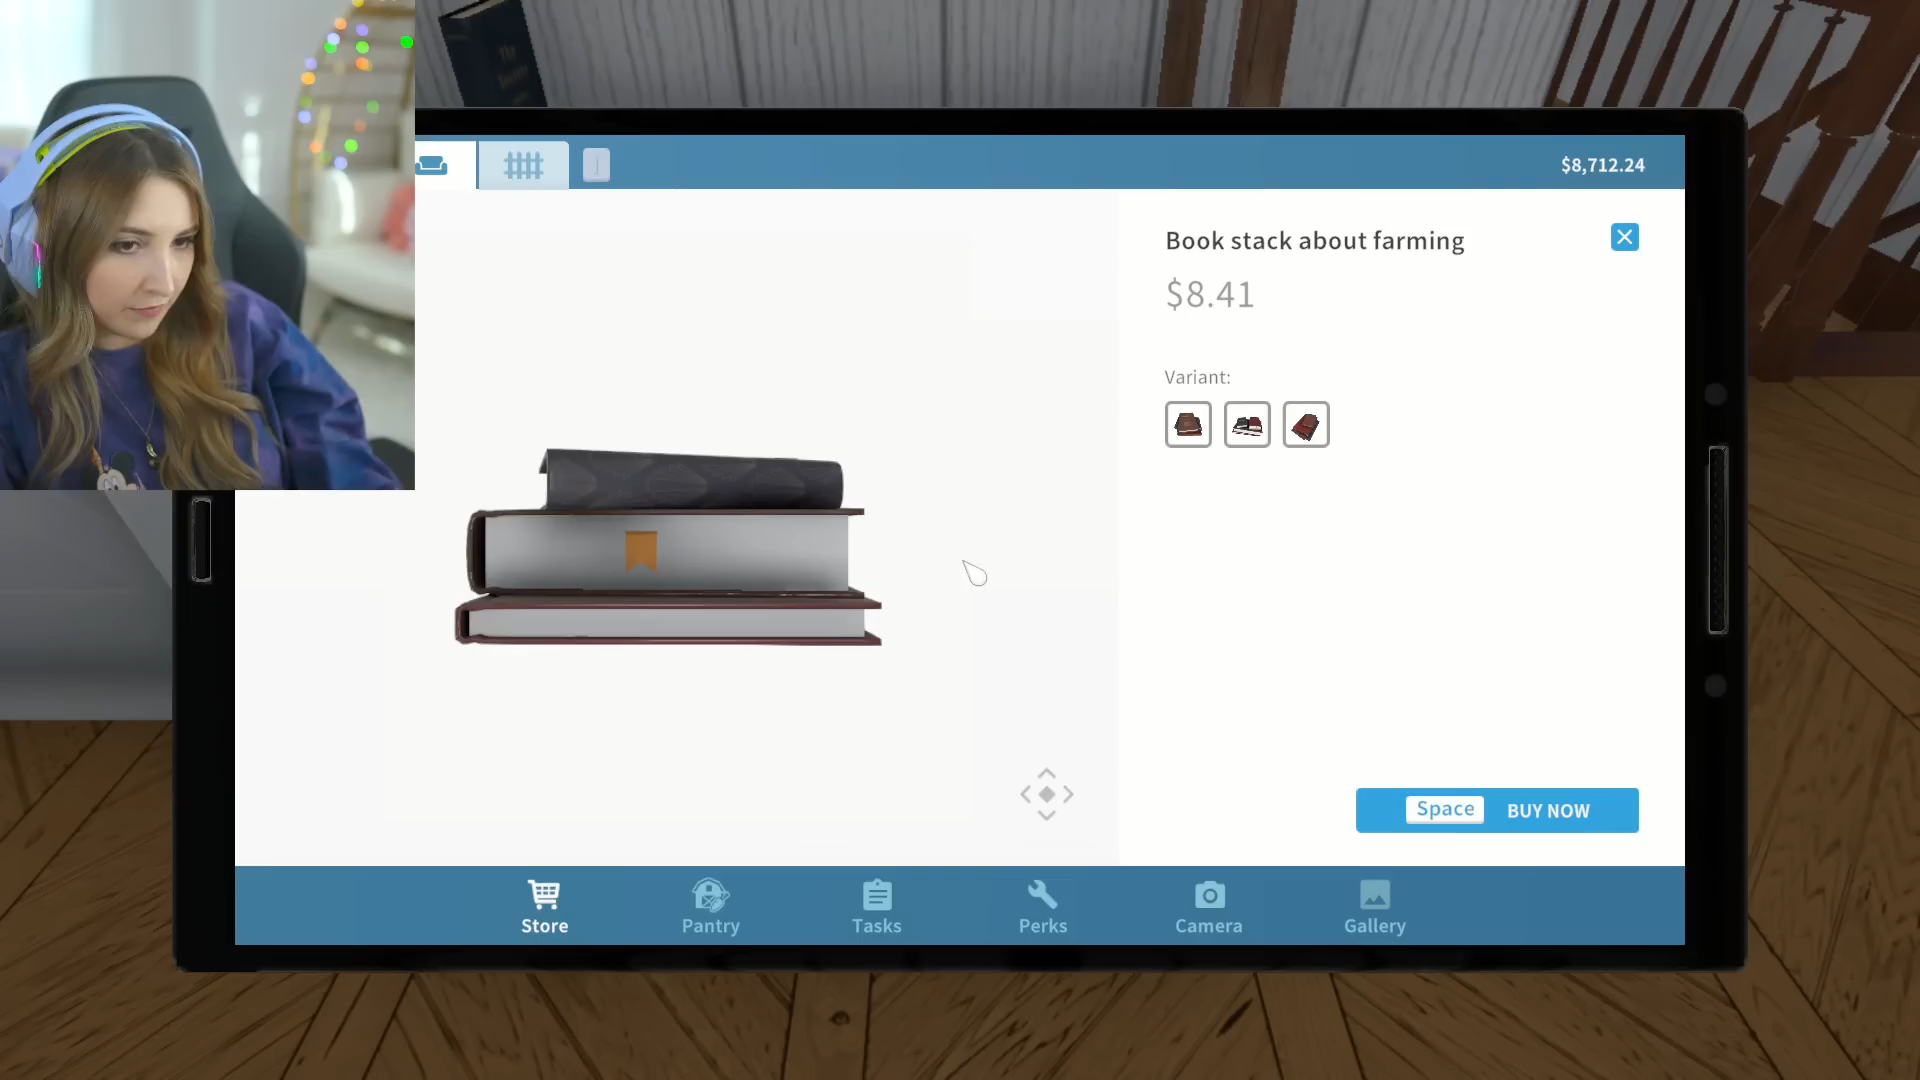 The
$8,712.24
Book stack about farming
$8.41
Variant:
Space BUY NOW
Store Pantry Tasks Perks Camera Gallery